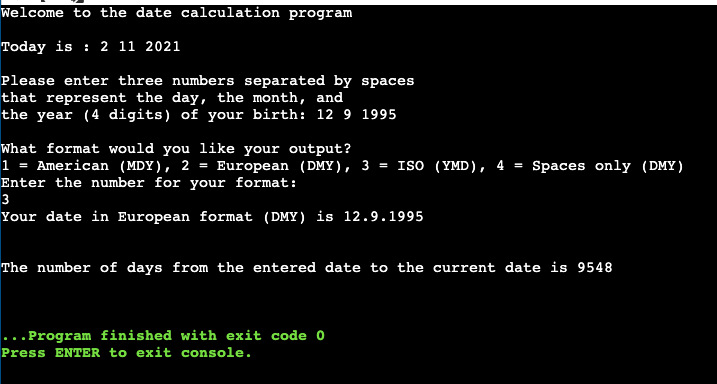 Welcome to the date calculation program
Today is : 2 11 2021
Please enter three numbers separated by spaces
that represent the day, the month, and
the year (4 digits) of your birth: 12 9 1995
What format would you like your output?
1 = American (MDY), 2 = European (DMY), 3 = ISO (YMD), 4 = Spaces only (DMY)
Enter the number for your format:
3
Your date in European format (DMY) is 12.9.1995
The number of days from the entered date to the current date is 9548
...Program finished with exit code 0
Press ENTER to exit console.